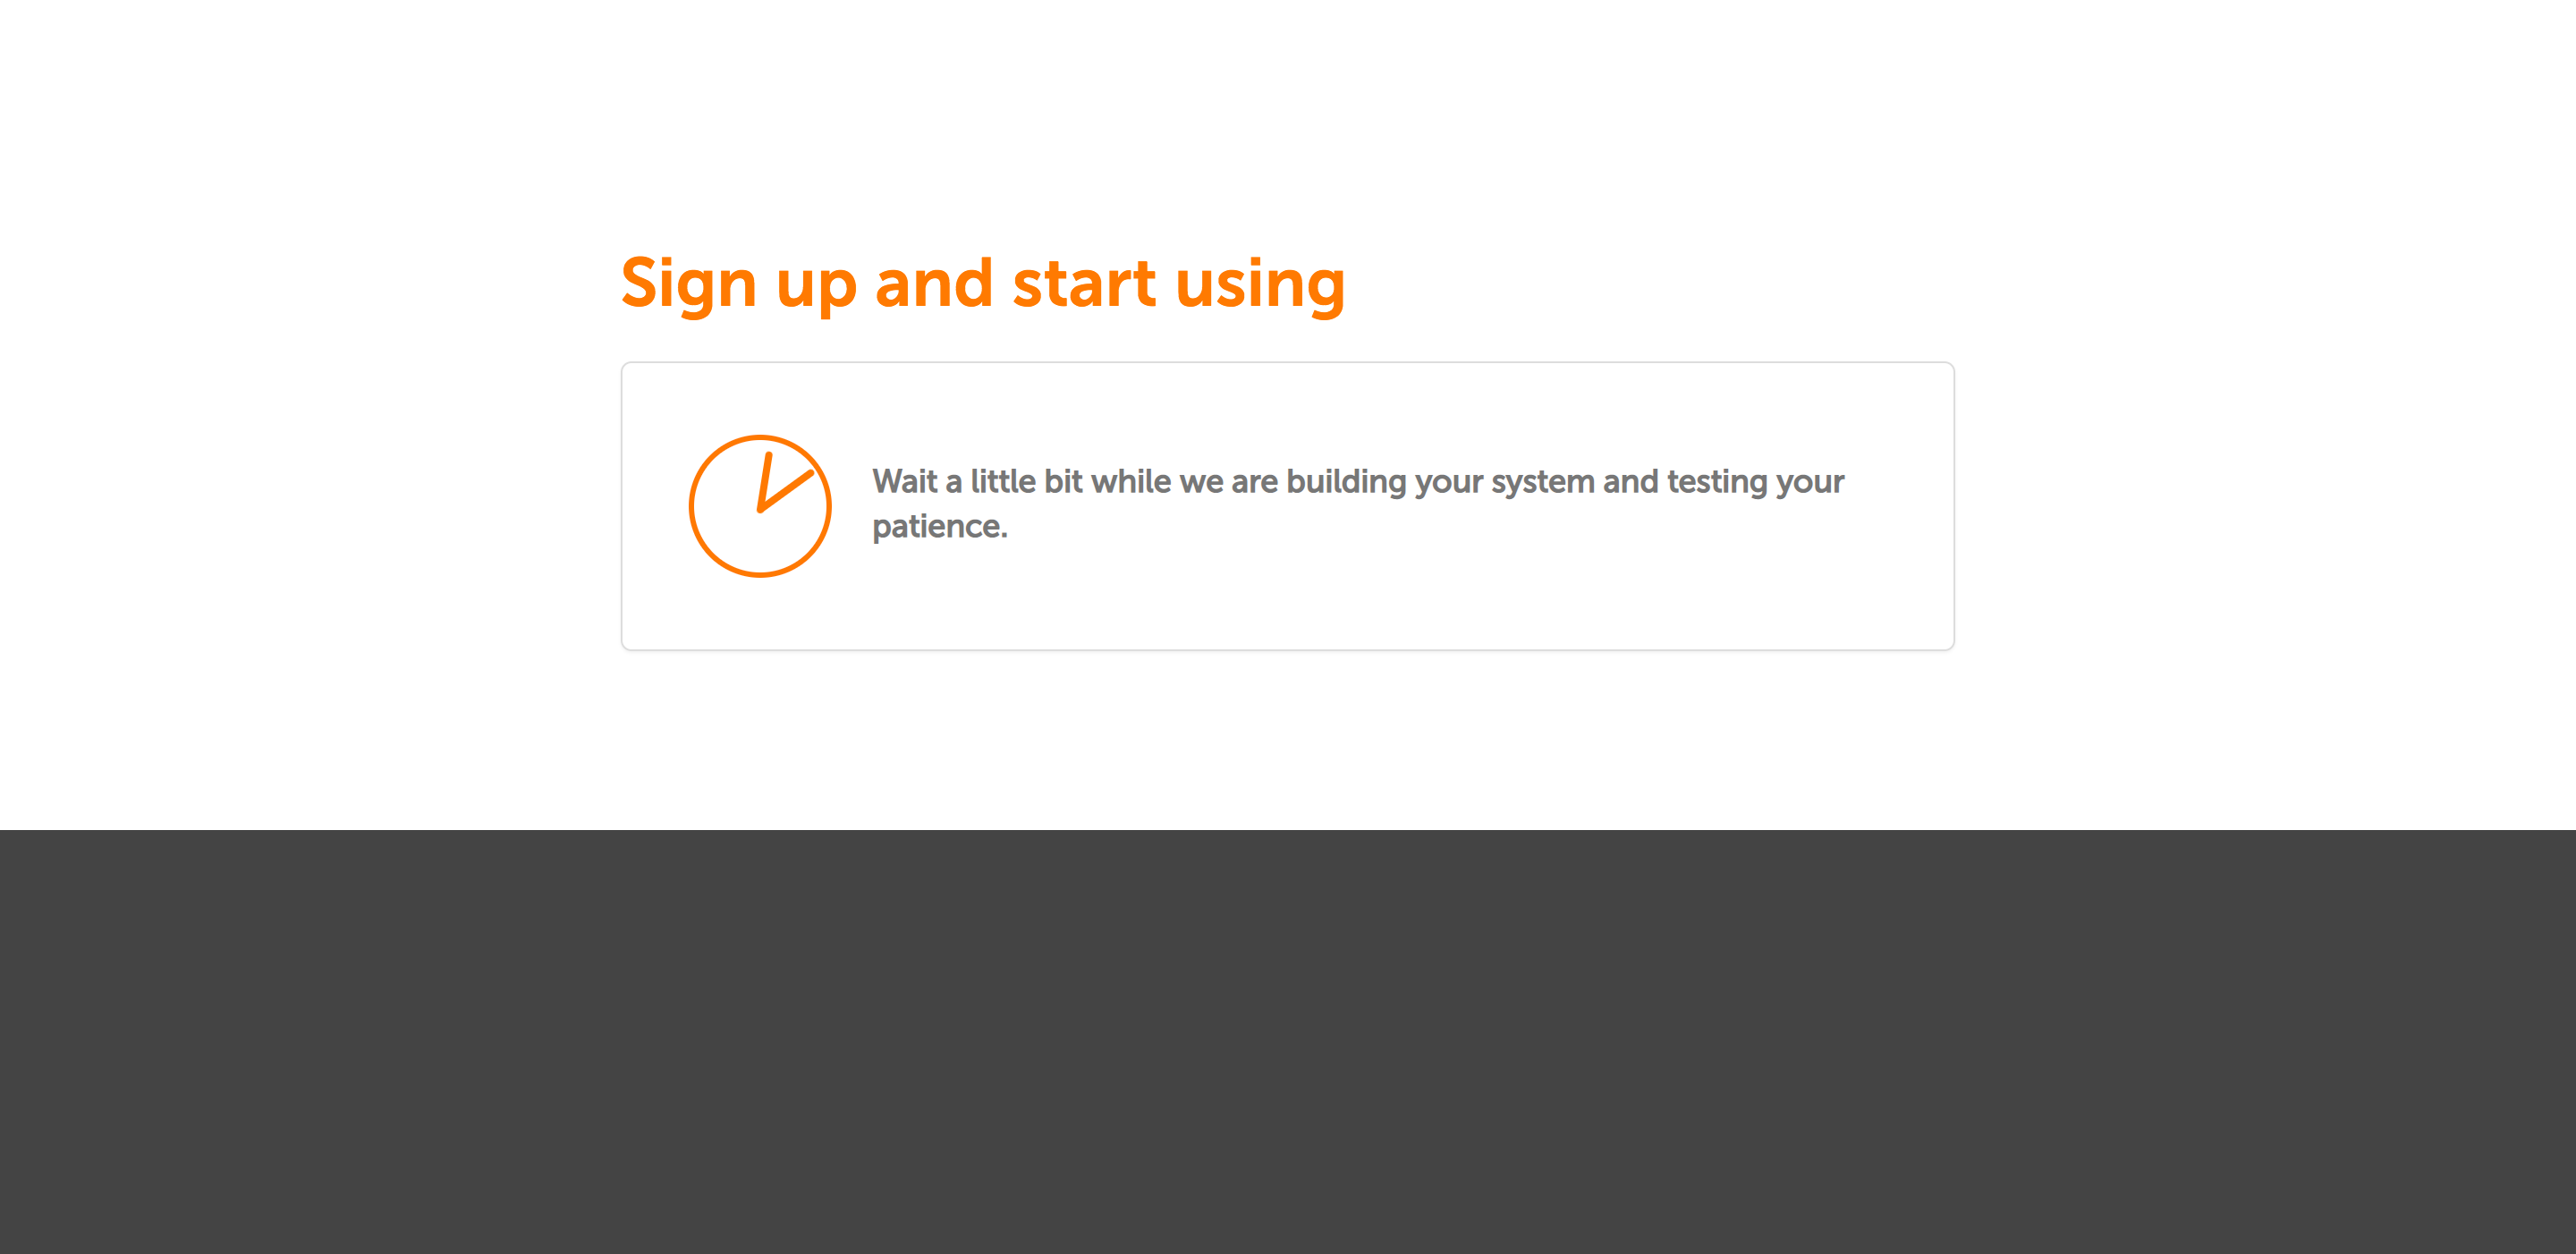 Sign up and start using
Wait a little bit while we are building your system and testing your
patience.